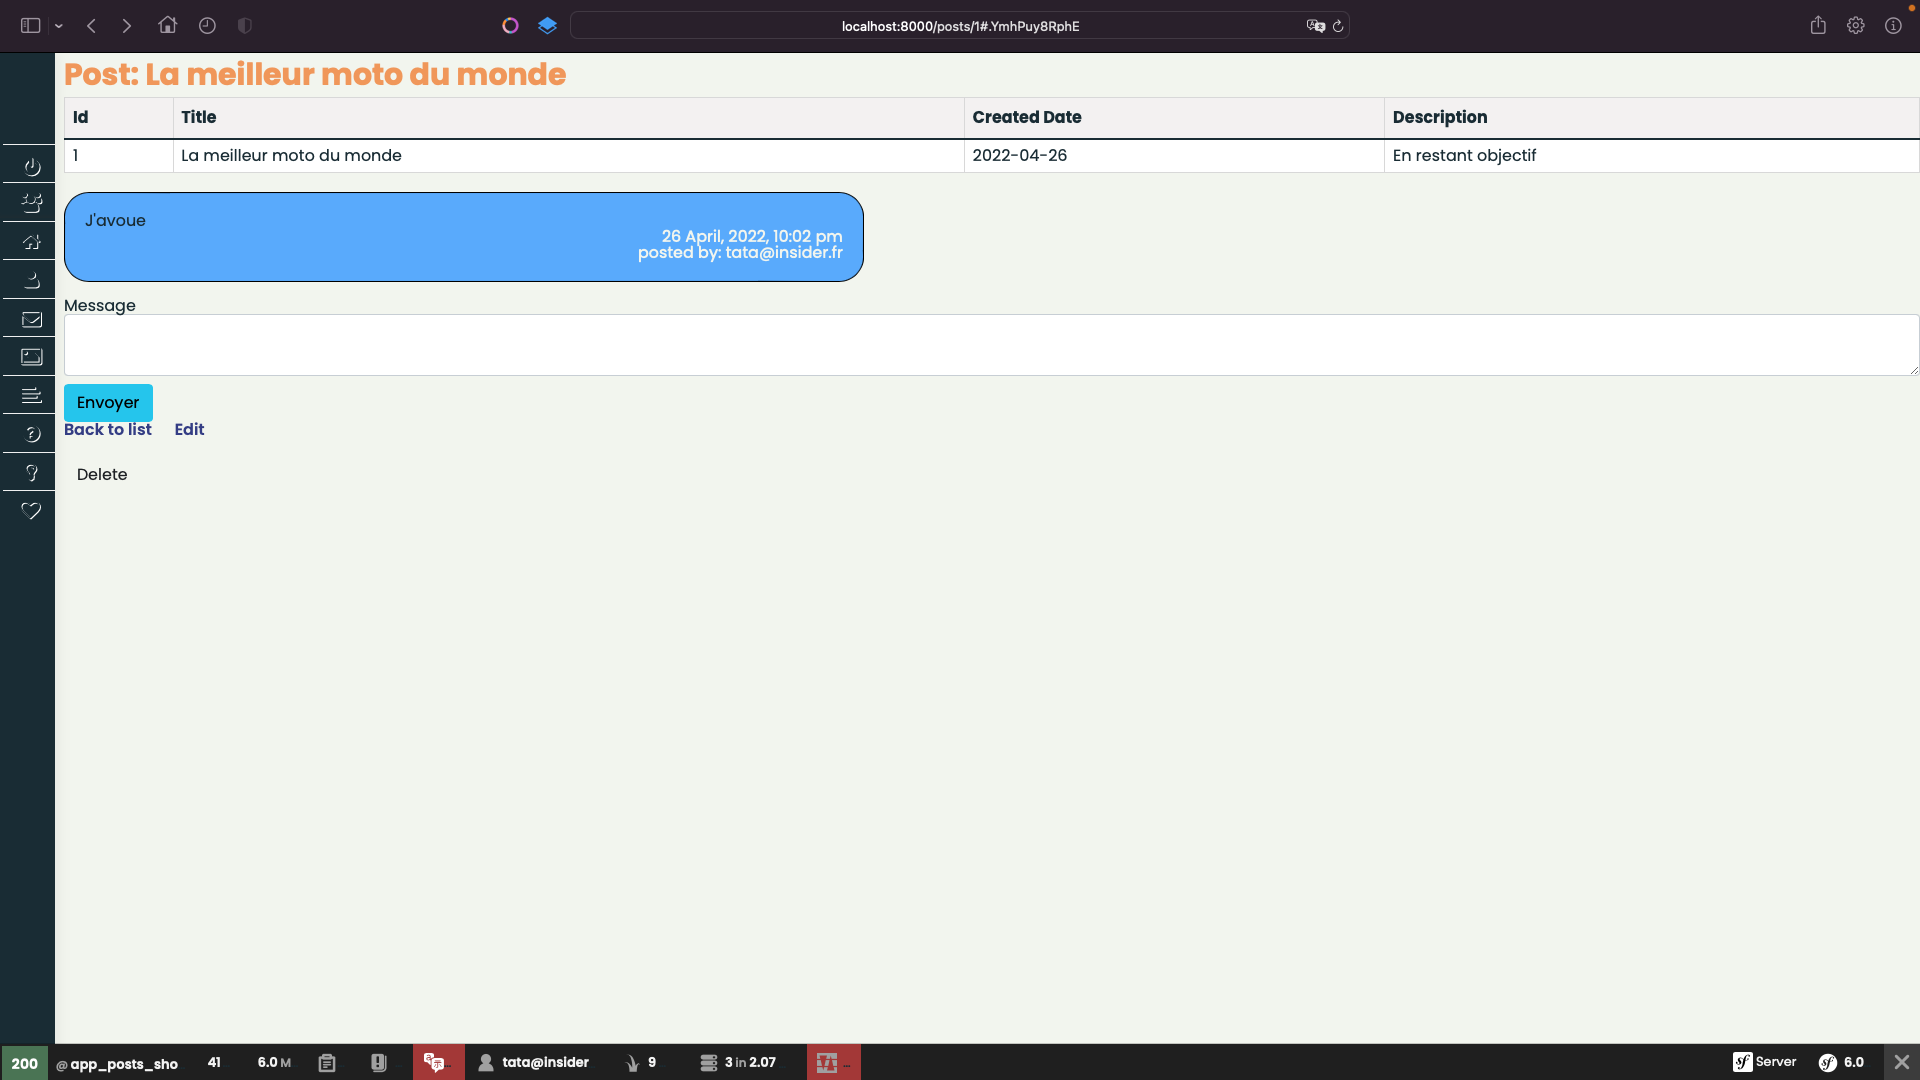 localhost:8000/posts/1#.YmhPuy8RphE
Post: La meilleur moto du monde
Id Title Created Date Description
1 La meilleur moto du monde 2022-04-26 En restant objectif
J'avoue
26 April, 2022, 10:02 pm
posted by: tata@insider.fr
Message
Envoyer
Back to list Edit
Delete
200 @ app_posts_sho 41 6.0 M tata@insider 9 3 in 2.07 Server 6.0